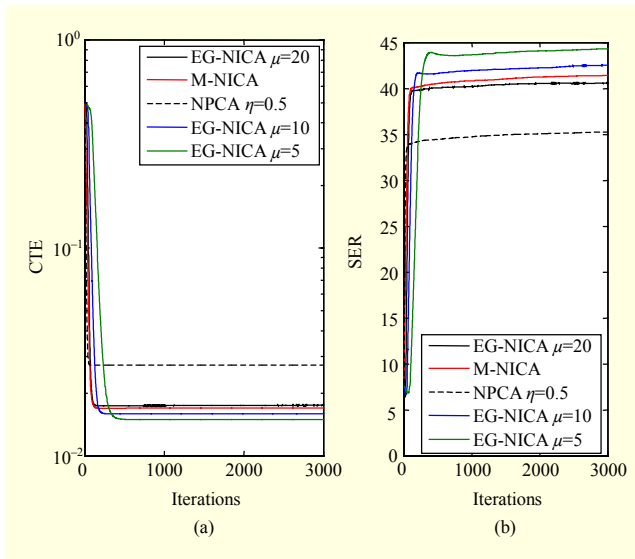 10⁰
10⁻¹
10⁻²
CTE
EG-NICA μ=20
M-NICA
NPCA η=0.5
EG-NICA μ=10
EG-NICA μ=5
0 1000 2000 3000
Iterations
(a)
45
40
35
30
25
20
15
10
5
0
SER
EG-NICA μ=20
M-NICA
NPCA η=0.5
EG-NICA μ=10
EG-NICA μ=5
0 1000 2000 3000
Iterations
(b)